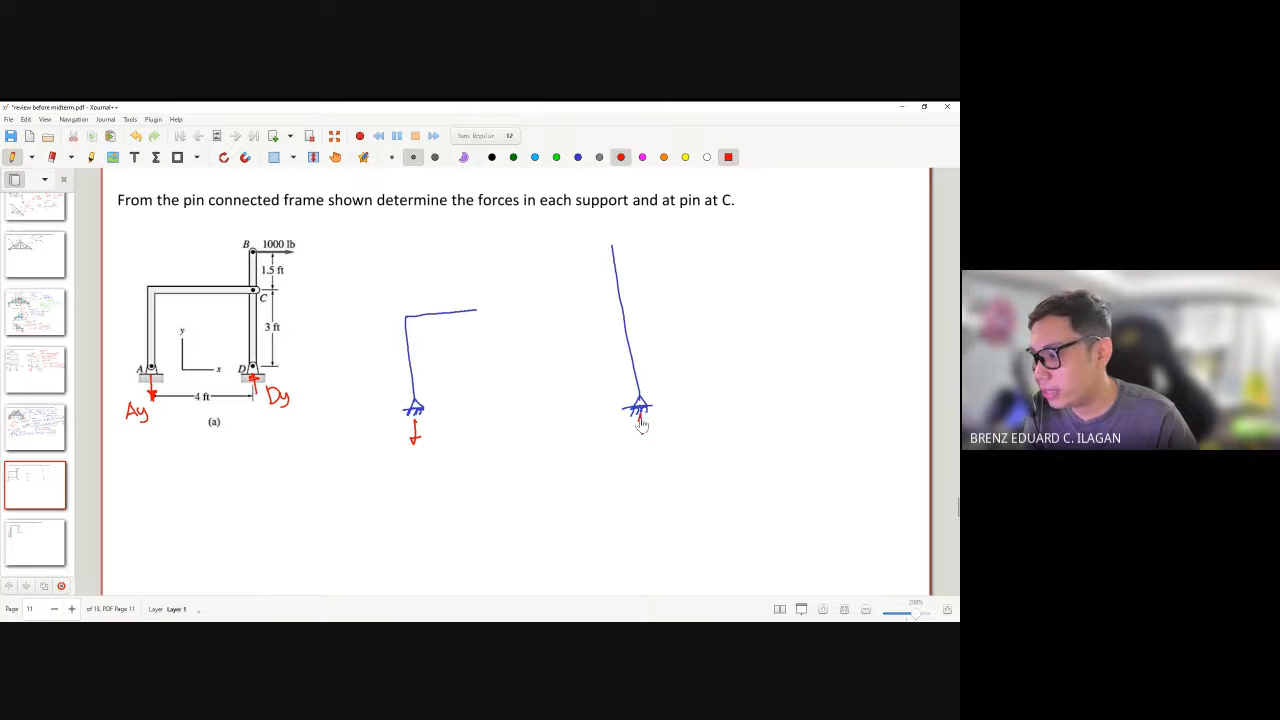 *review before midterm.pdf - Xournal++
File Edit View Navigation Journal Tools Plugin Help
Sans Regular 12
From the pin connected frame shown determine the forces in each support and at pin at C.
B 1000 lb
1.5 ft
C
3 ft
y
x
A
D
Ay
Dy
4 ft
(a)
BRENZ EDUARD C. ILAGAN
Page 11 of 13, PDF Page 11 Layer Layer 1
208%